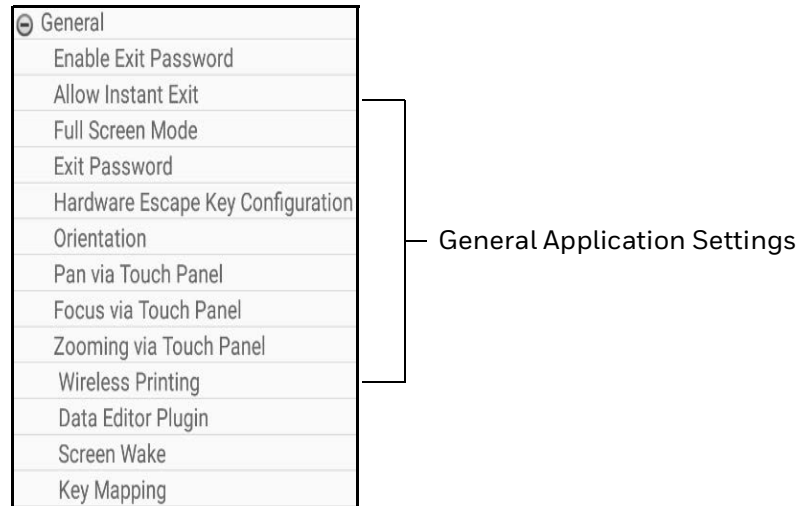 General
Enable Exit Password
Allow Instant Exit
Full Screen Mode
Exit Password
Hardware Escape Key Configuration
Orientation
Pan via Touch Panel
Focus via Touch Panel
Zooming via Touch Panel
Wireless Printing
Data Editor Plugin
Screen Wake
Key Mapping
General Application Settings